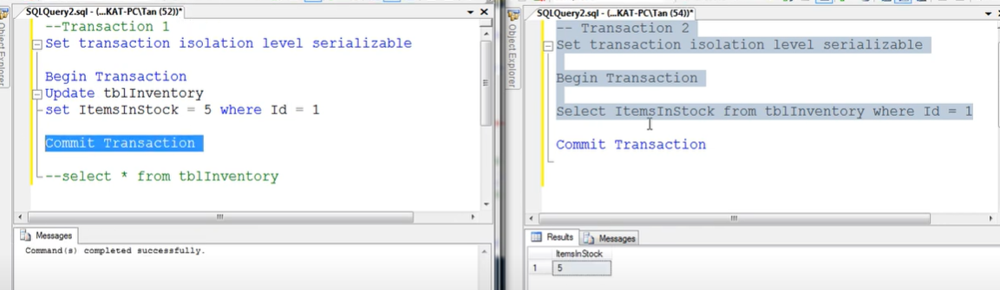 SQLQuery2.sql - (...KAT-PC\Tan (52))*
--Transaction 1
Set transaction isolation level serializable
Begin Transaction
Update tblInventory
set ItemsInStock = 5 where Id = 1
Commit Transaction
--select * from tblInventory
Messages
Command(s) completed successfully.
Object Explorer
SQLQuery2.sql - (...KAT-PC\Tan (54))*
-- Transaction 2
Set transaction isolation level serializable
Begin Transaction
Select ItemsInStock from tblInventory where Id = 1
Commit Transaction
Results
Messages
ItemsInStock
1 5
Object Explorer